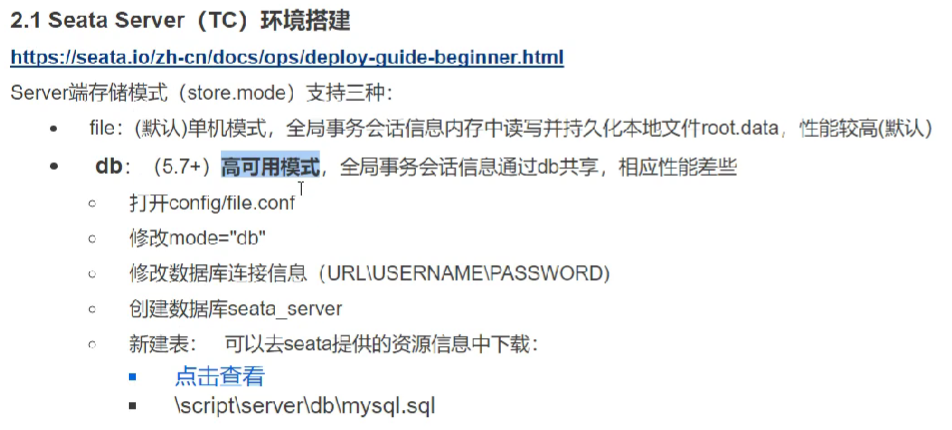 2.1 Seata Server（TC）环境搭建
https://seata.io/zh-cn/docs/ops/deploy-guide-beginner.html
Server端存储模式（store.mode）支持三种：
file：(默认)单机模式，全局事务会话信息内存中读写并持久化本地文件root.data，性能较高(默认)
db：（5.7+）高可用模式，全局事务会话信息通过db共享，相应性能差些
打开config/file.conf
修改mode="db"
修改数据库连接信息（URL\USERNAME\PASSWORD）
创建数据库seata_server
新建表： 可以去seata提供的资源信息中下载：
点击查看
\script\server\db\mysql.sql